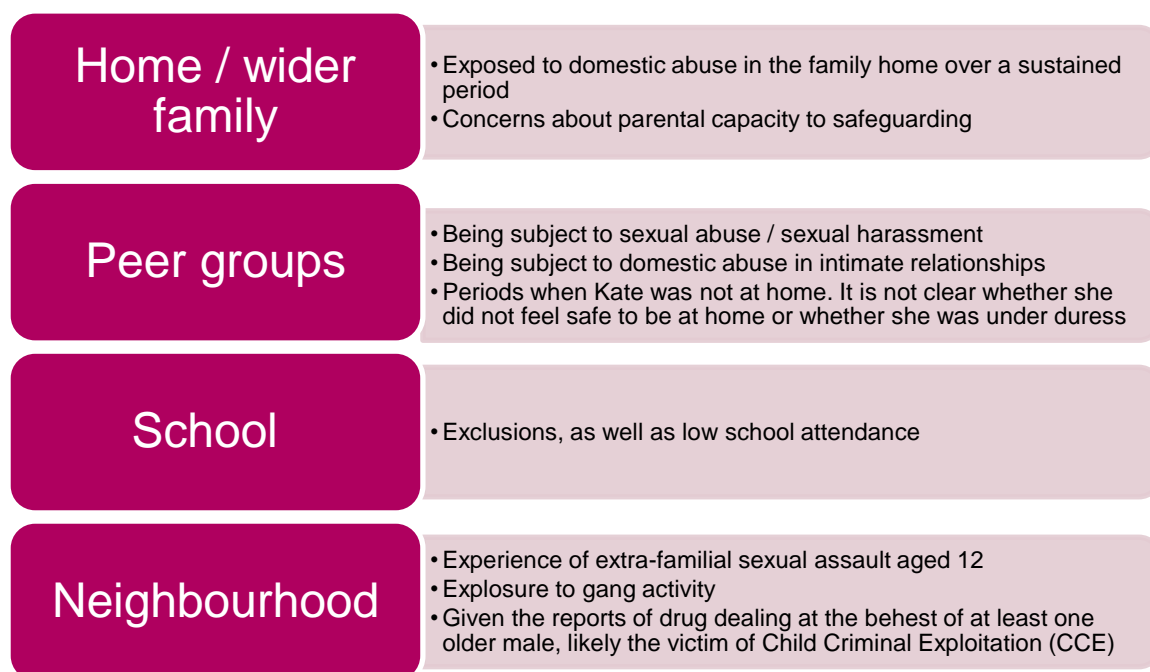 Home / wider
family
• Exposed to domestic abuse in the family home over a sustained
period
• Concerns about parental capacity to safeguarding
Peer groups
• Being subject to sexual abuse / sexual harassment
• Being subject to domestic abuse in intimate relationships
• Periods when Kate was not at home. It is not clear whether she
did not feel safe to be at home or whether she was under duress
School
• Exclusions, as well as low school attendance
Neighbourhood
• Experience of extra-familial sexual assault aged 12
• Explosure to gang activity
• Given the reports of drug dealing at the behest of at least one
older male, likely the victim of Child Criminal Exploitation (CCE)